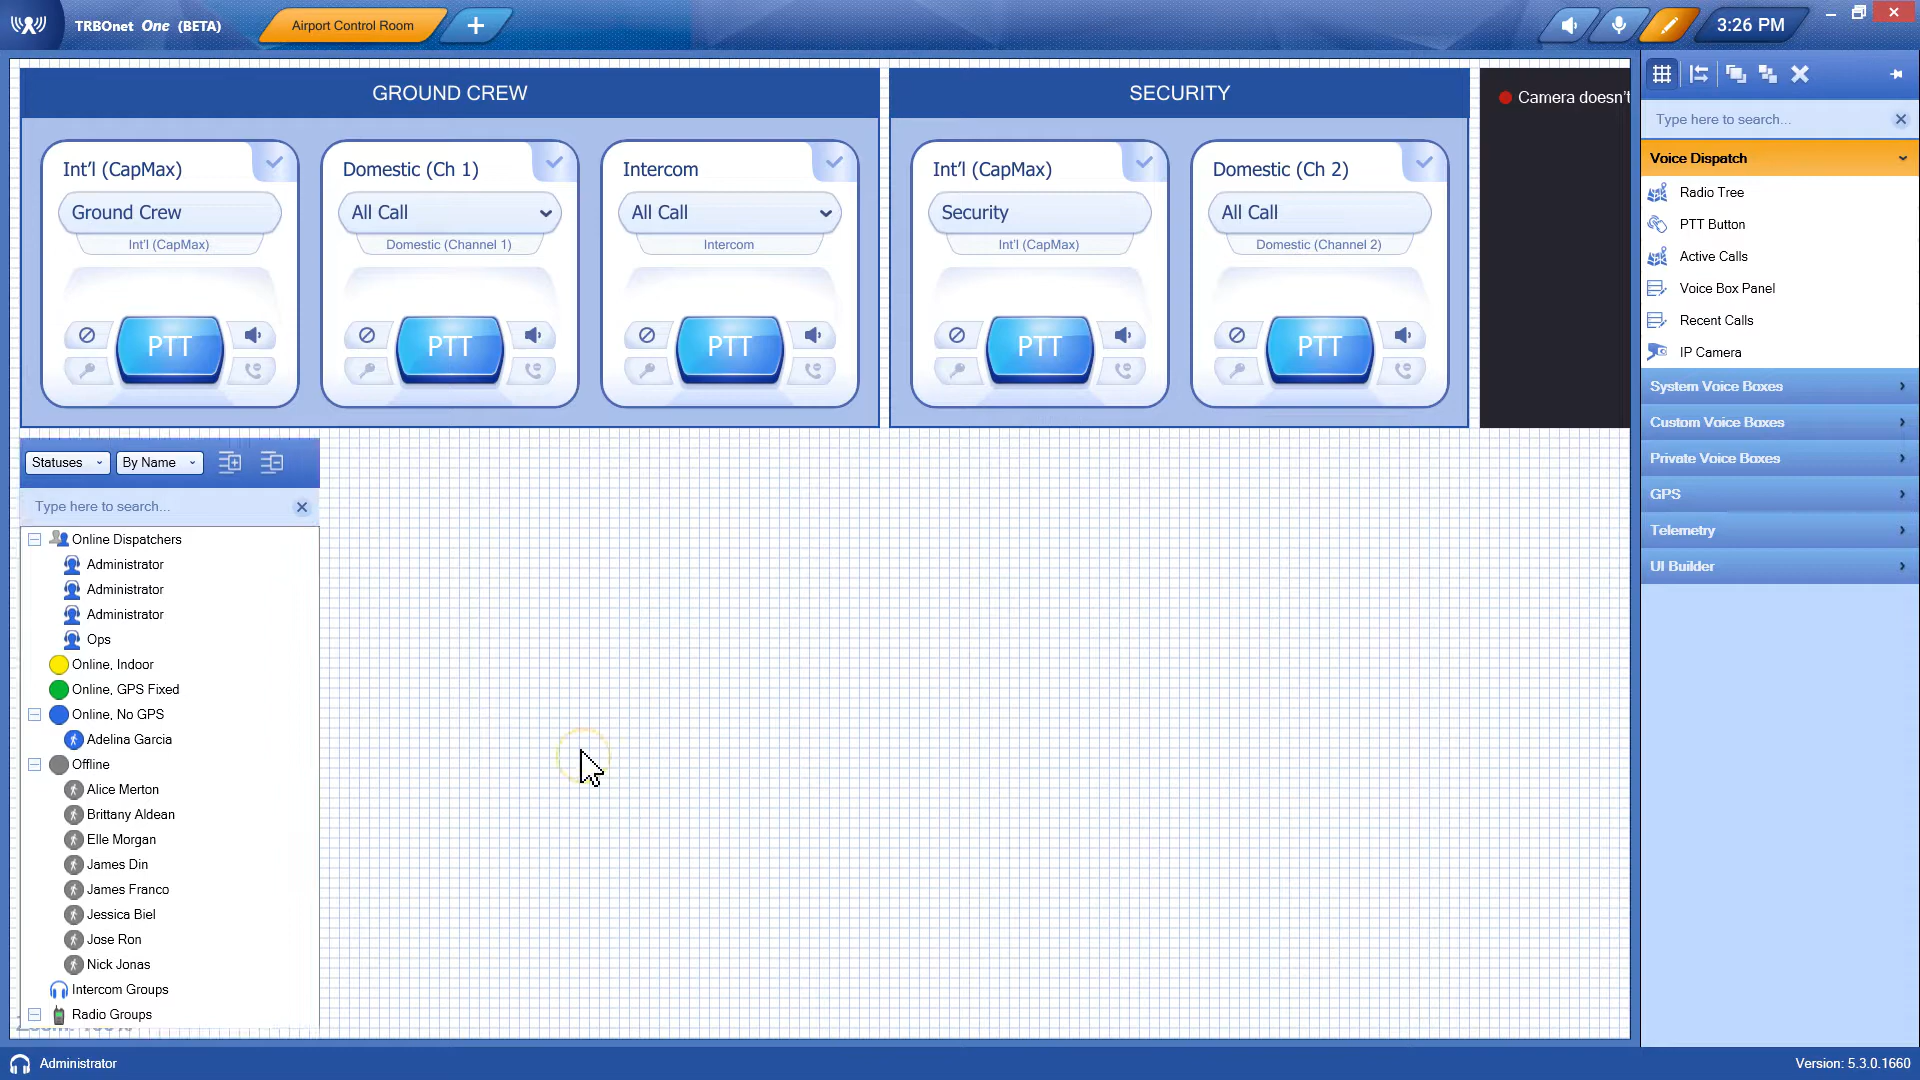 TRBOnet One (BETA)
Airport Control Room
3:26 PM
GROUND CREW
Int'l (CapMax)
Ground Crew
Int'l (CapMax)
PTT
Domestic (Ch 1)
All Call
Domestic (Channel 1)
PTT
Intercom
All Call
Intercom
PTT
SECURITY
Int'l (CapMax)
Security
Int'l (CapMax)
PTT
Domestic (Ch 2)
All Call
Domestic (Channel 2)
PTT
Camera doesn't
Statuses
By Name
Type here to search...
Online Dispatchers
Administrator
Administrator
Administrator
Ops
Online, Indoor
Online, GPS Fixed
Online, No GPS
Adelina Garcia
Offline
Alice Merton
Brittany Aldean
Elle Morgan
James Din
James Franco
Jessica Biel
Jose Ron
Nick Jonas
Intercom Groups
Radio Groups
Type here to search...
Voice Dispatch
Radio Tree
PTT Button
Active Calls
Voice Box Panel
Recent Calls
IP Camera
System Voice Boxes
Custom Voice Boxes
Private Voice Boxes
GPS
Telemetry
UI Builder
Administrator
Version: 5.3.0.1660